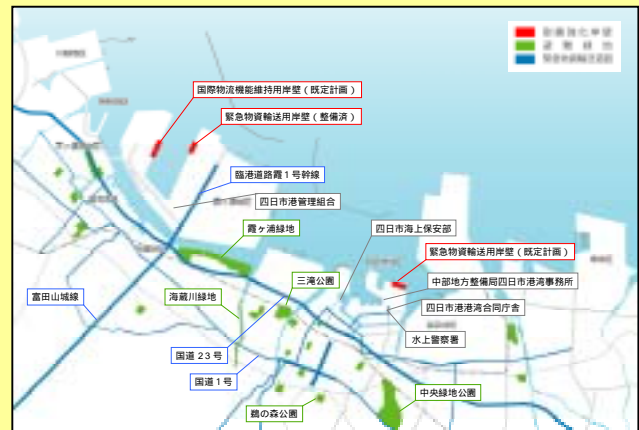 国際物流機能維持用岸壁(既定計画)
緊急物資輸送用岸壁(整備済)
臨港道路霞1号幹線
四日市港管理組合
霞ヶ浦緑地
四日市海上保安部
緊急物資輸送用岸壁(既定計画)
三滝公園
中部地方整備局四日市港湾事務所
富田山城線
海蔵川緑地
四日市港湾合同庁舎
水上警察署
国道23号
国道1号
中央緑地公園
鵜の森公園